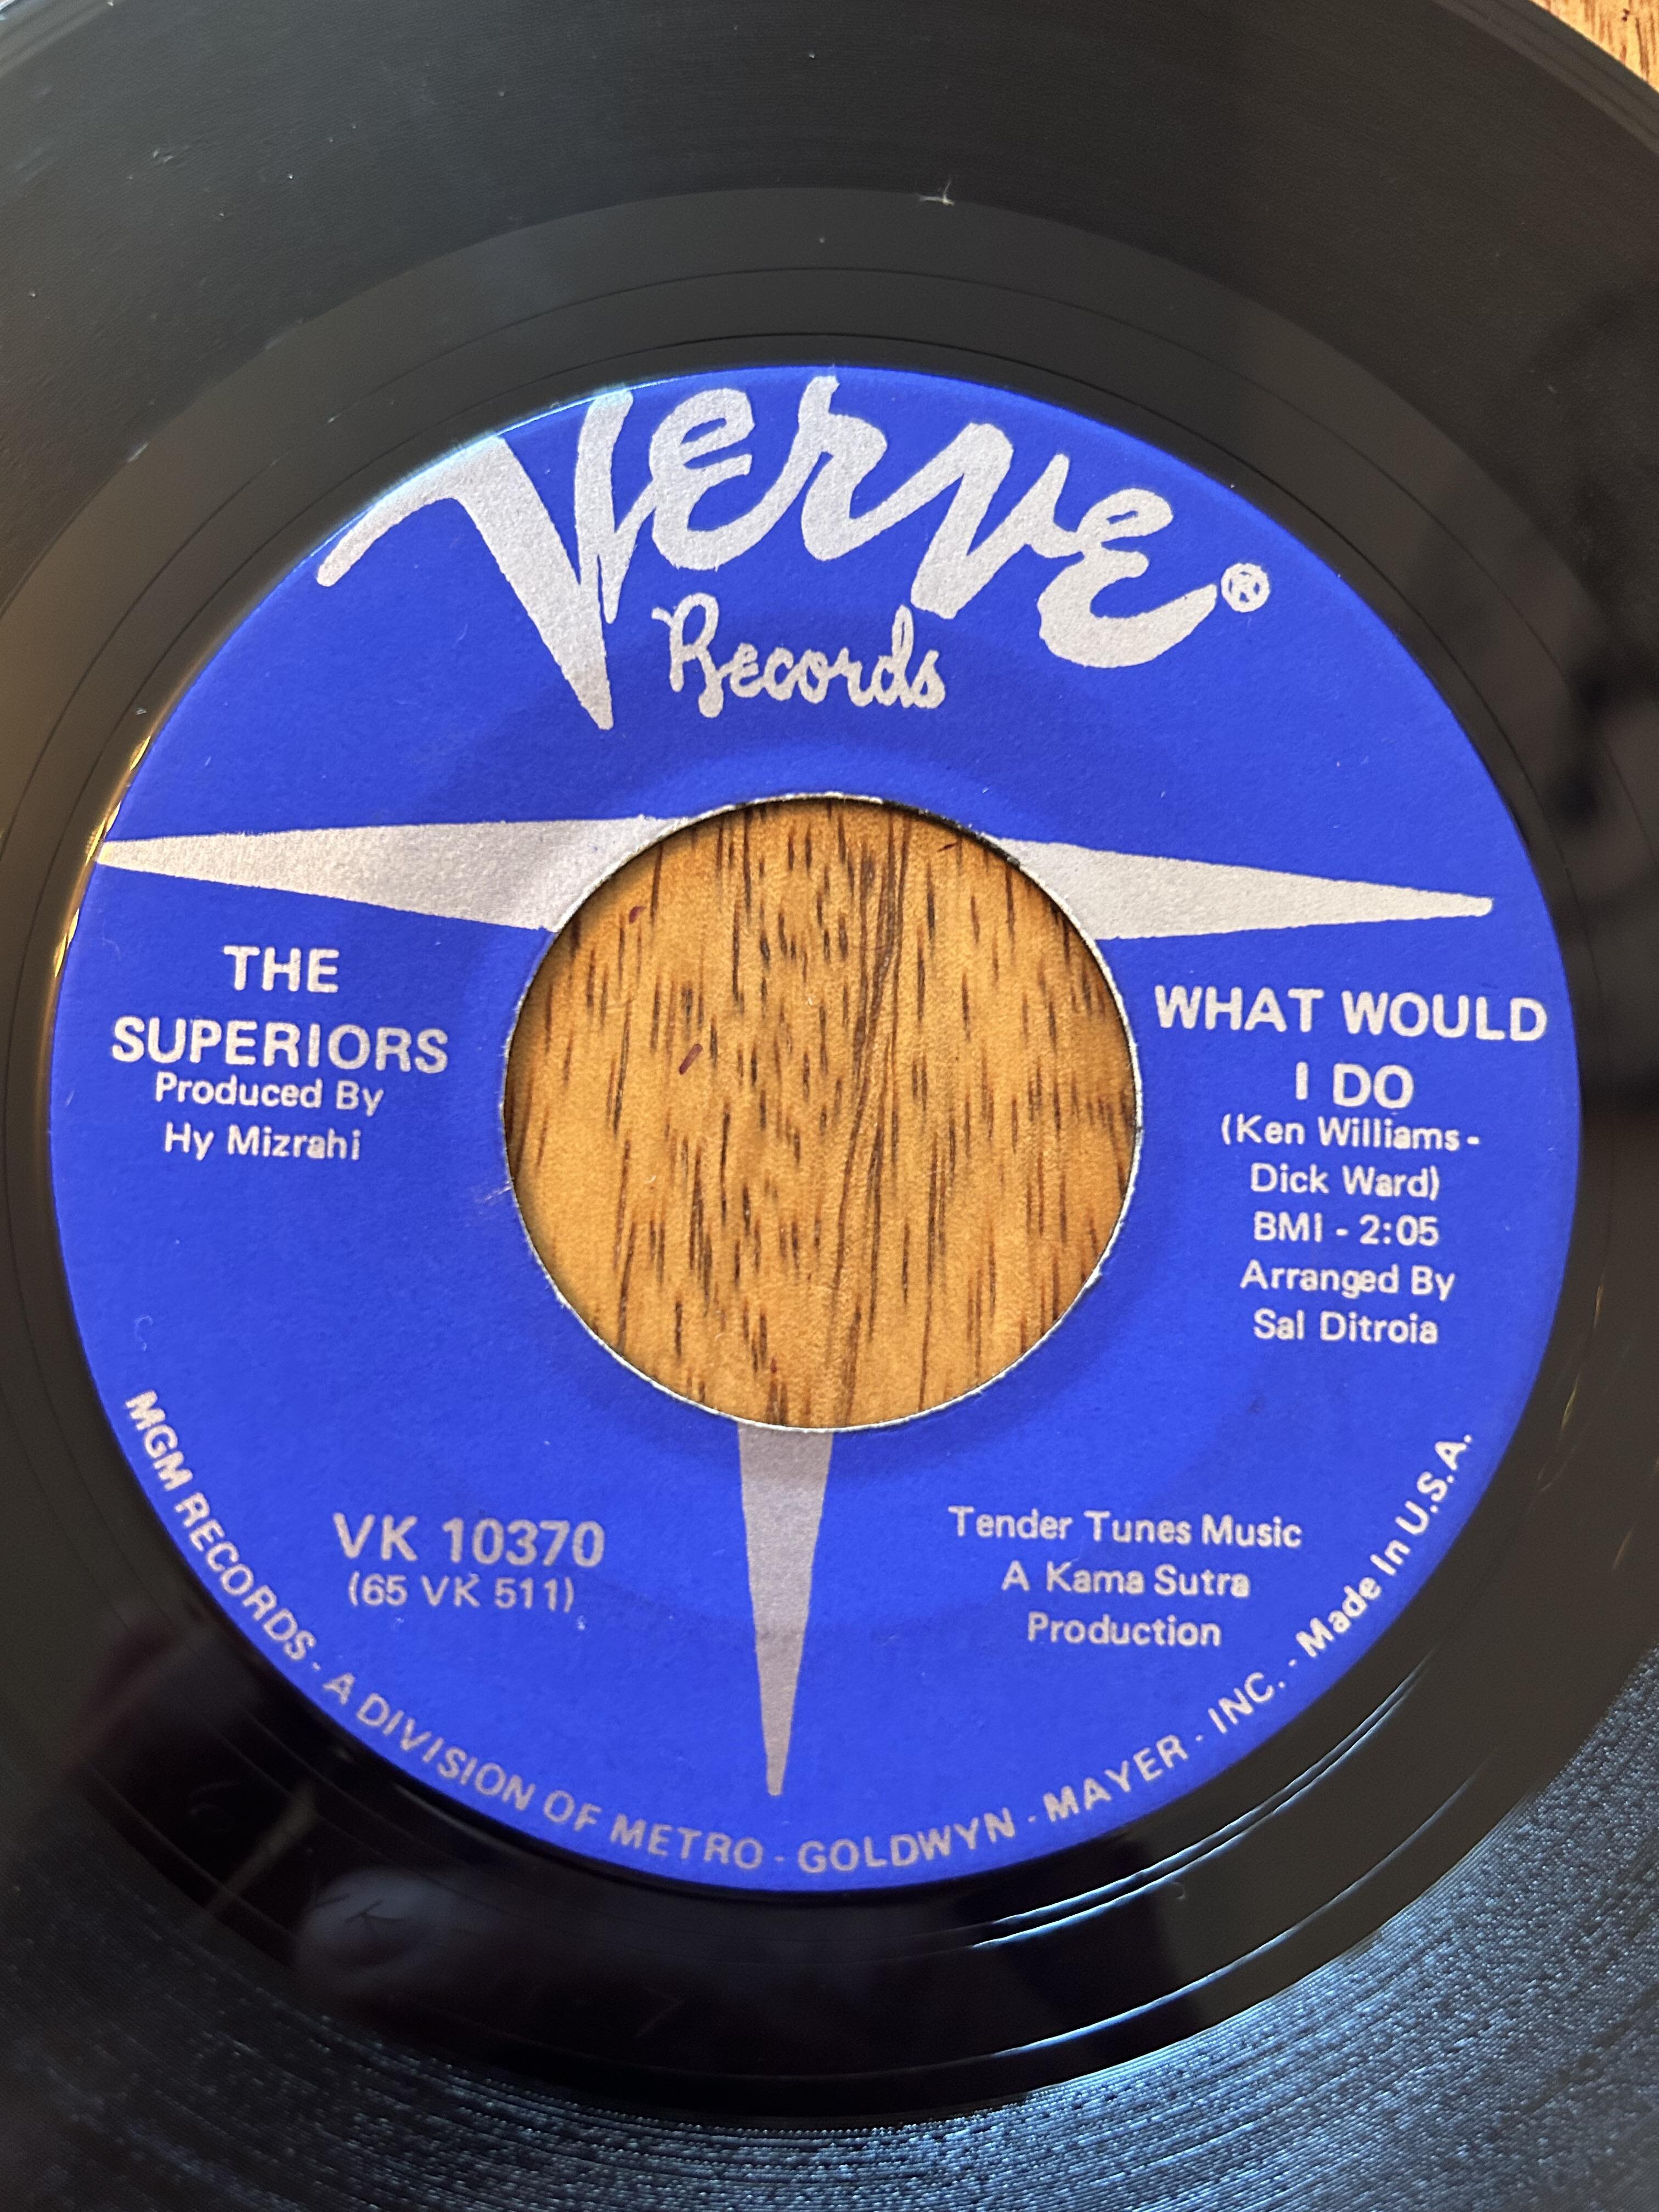 Verve®
Records
THE
SUPERIORS
Produced By
Hy Mizrahi
WHAT WOULD
I DO
(Ken Williams-
Dick Ward)
BMI - 2:05
Arranged By
Sal Ditroia
VK 10370
(65 VK 511)
Tender Tunes Music
A Kama Sutra
Production
MGM RECORDS - A DIVISION OF METRO - GOLDWYN - MAYER - INC. - Made In U.S.A.